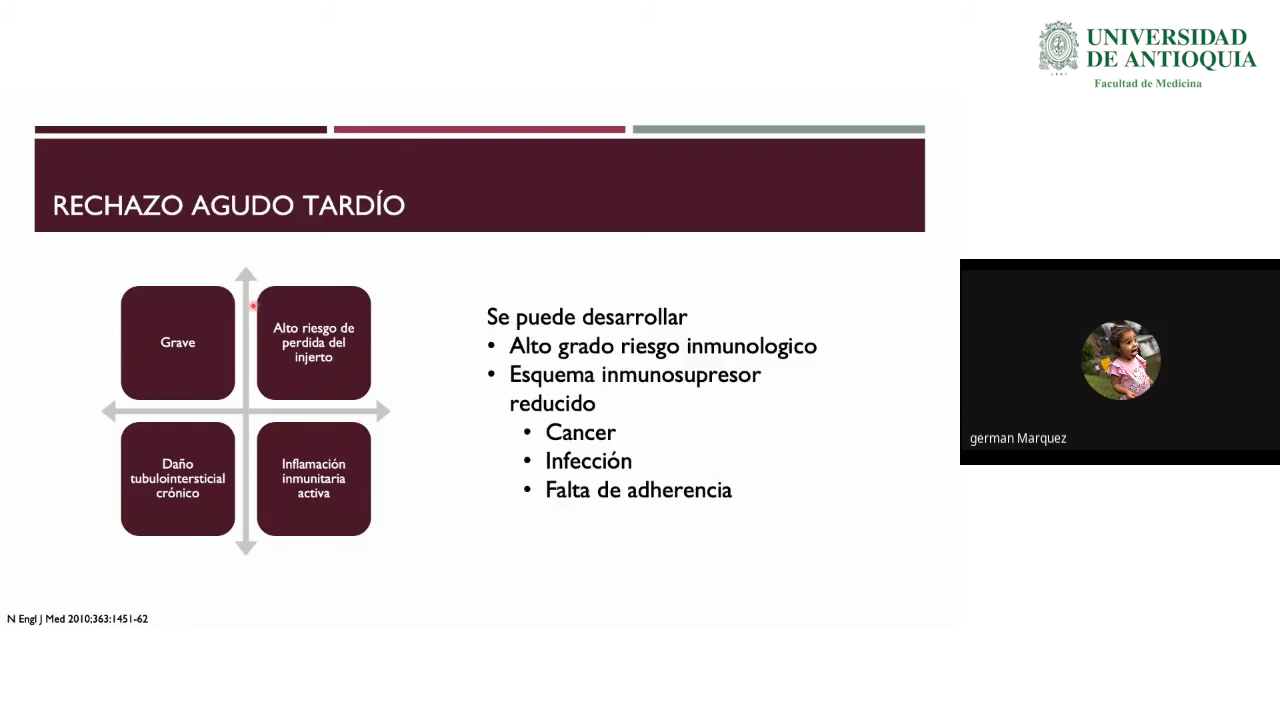 UNIVERSIDAD
DE ANTIOQUIA
1803
Facultad de Medicina
RECHAZO AGUDO TARDÍO
Grave
Alto riesgo de
perdida del
injerto
Daño
tubulointersticial
crónico
Inflamación
inmunitaria
activa
Se puede desarrollar
• Alto grado riesgo inmunologico
• Esquema inmunosupresor
reducido
• Cancer
• Infección
• Falta de adherencia
german Marquez
N Engl J Med 2010;363:1451-62